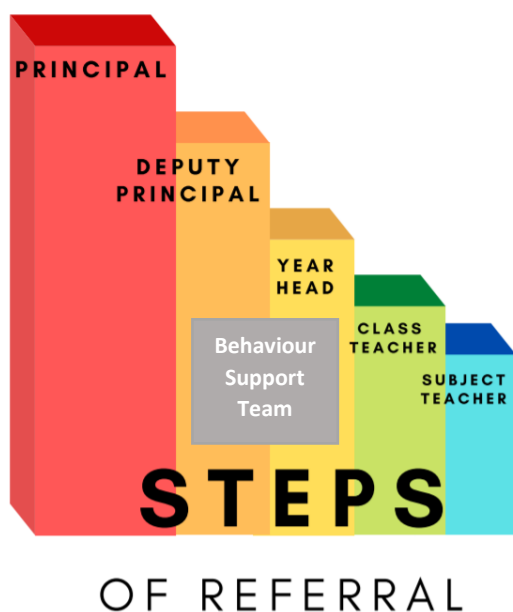 PRINCIPAL
DEPUTY
PRINCIPAL
YEAR
HEAD
CLASS
TEACHER
SUBJECT
TEACHER
Behaviour
Support
Team
STEPS
OF REFERRAL